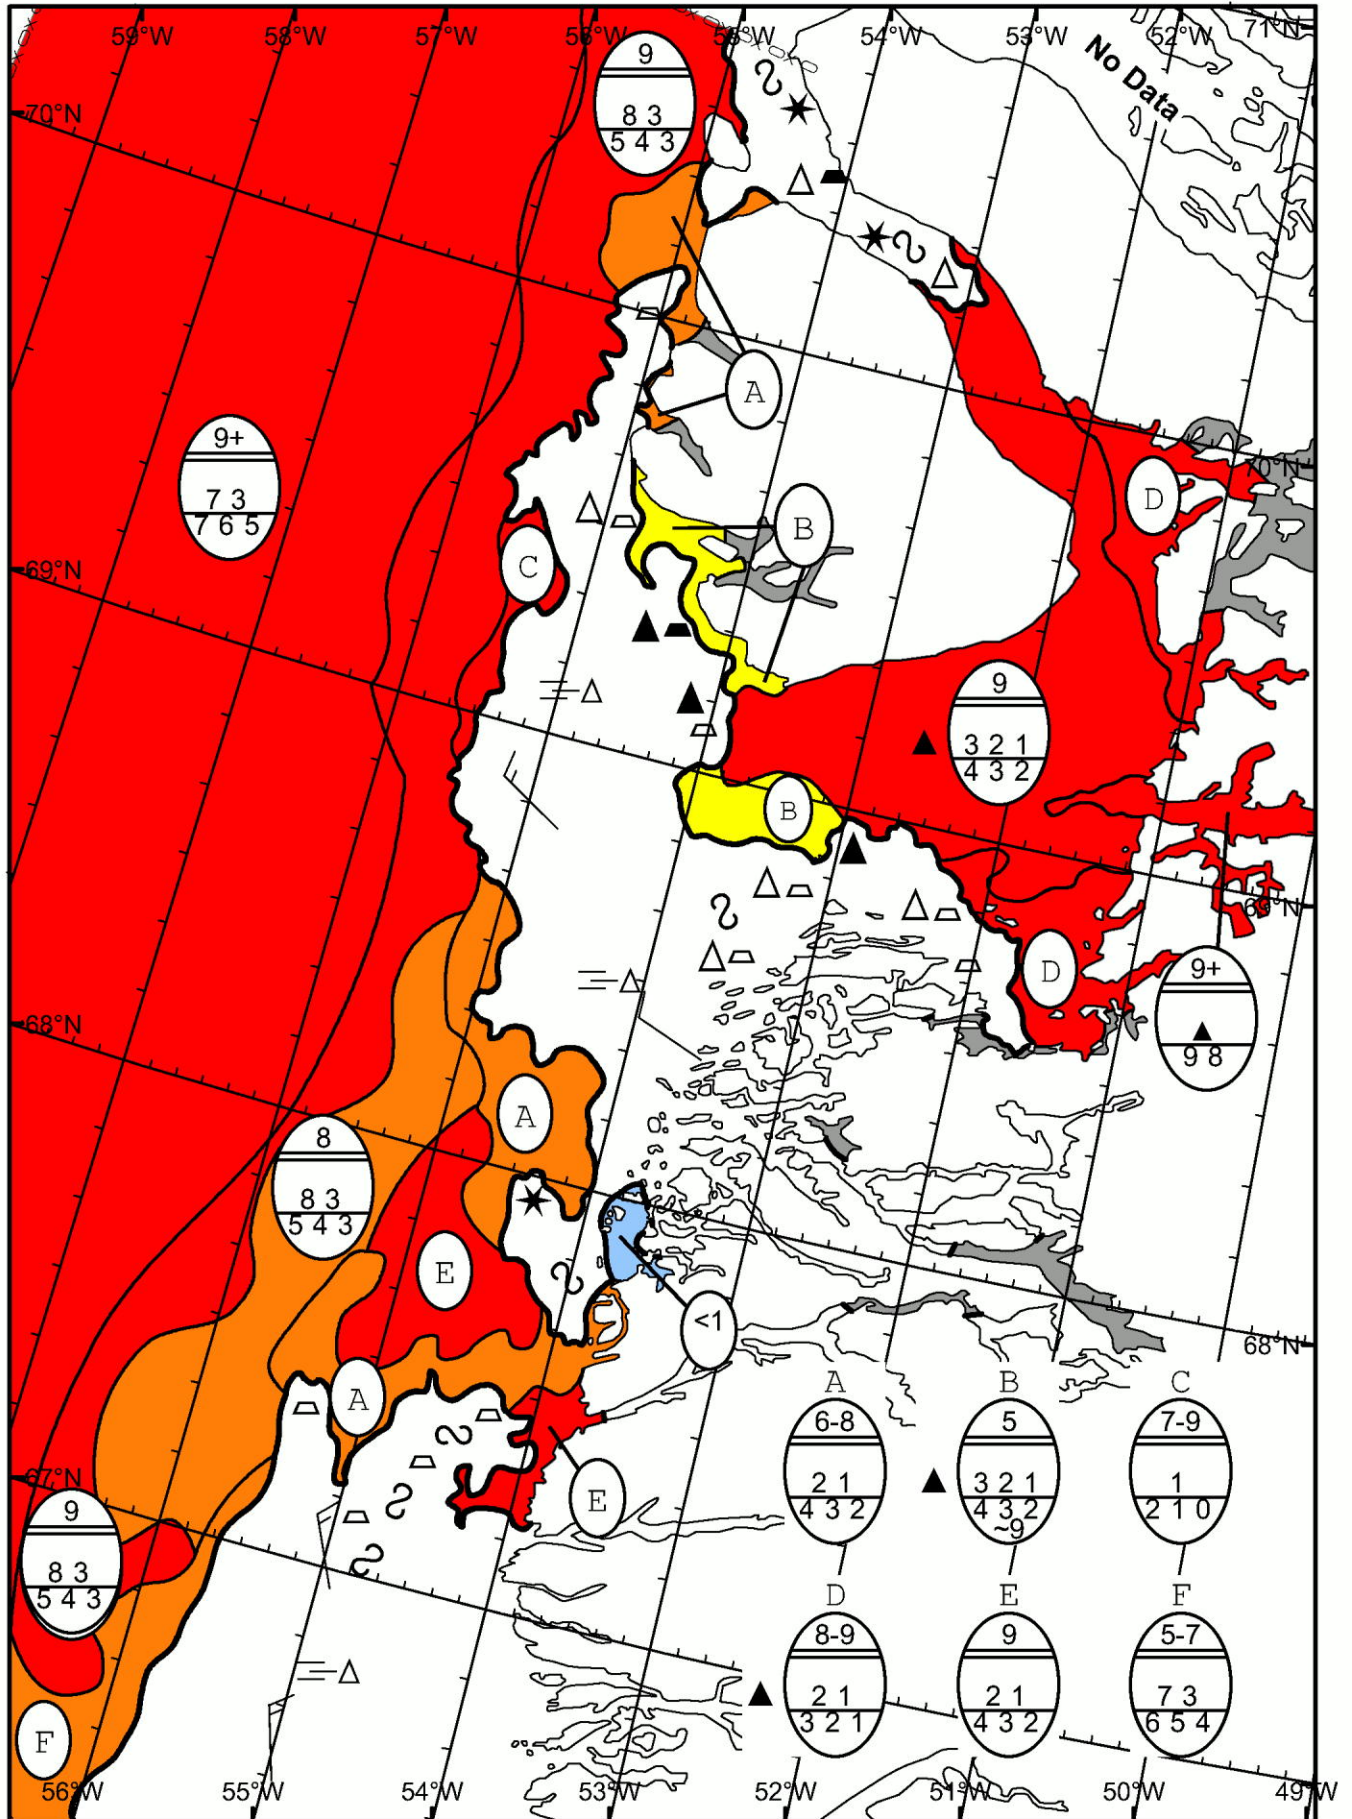 59°W 58°W 57°W 56°W 55°W 54°W 53°W 52°W 71°N
No Data
9
8 3
5 4 3
70°N
A
9+
7 3
7 6 5
70°N
D
B
C
69°N
9
3 2 1
4 3 2
B
69°N
D
9+
9 8
68°N
A
8
8 3
5 4 3
E
<1
68°N
A
67°N
E
9
8 3
5 4 3
A B C
6-8 5 7-9
2 1 3 2 1 1
4 3 2 4 3 2 2 1 0
~9
D E F
8-9 9 5-7
2 1 2 1 7 3
3 2 1 4 3 2 6 5 4
F
56°W 55°W 54°W 53°W 52°W 51°W 50°W 49°W